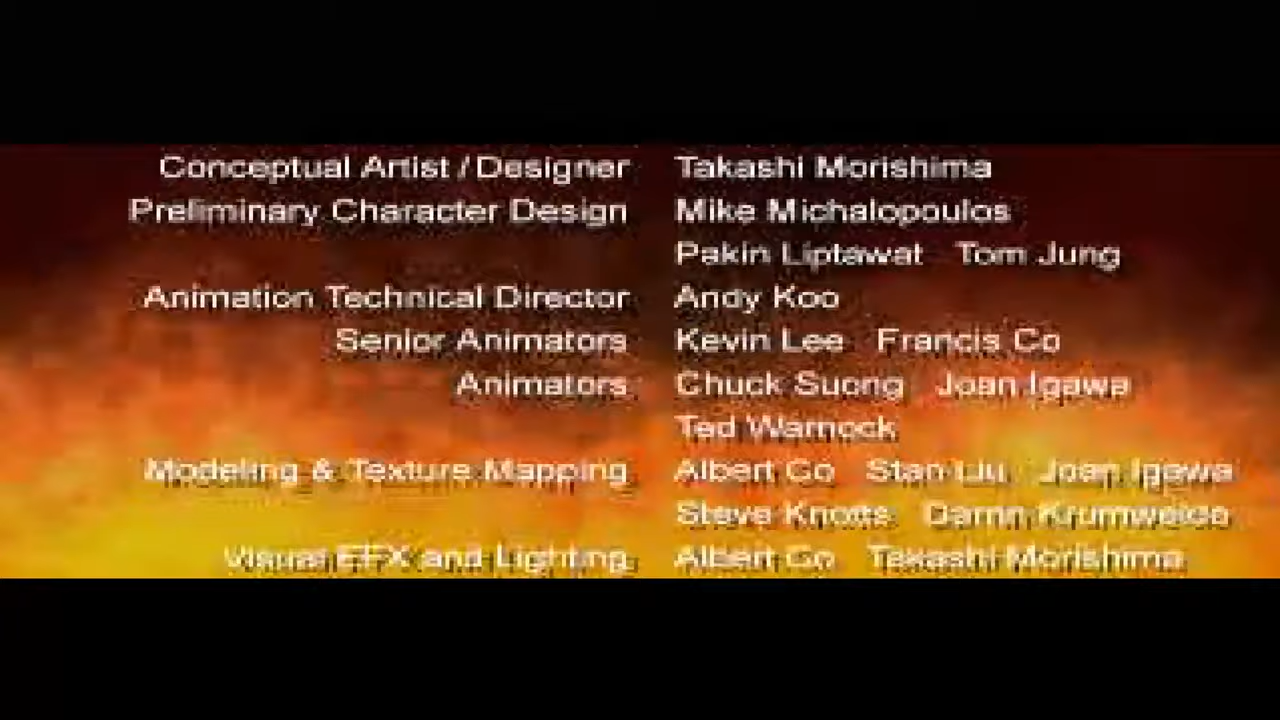 Conceptual Artist / Designer Takashi Morishima
Preliminary Character Design Mike Michalopoulos
Pakin Liptawat Tom Jung
Animation Technical Director Andy Koo
Senior Animators Kevin Lee Francis Co
Animators Chuck Suong Joan Igawa
Ted Warnock
Modeling & Texture Mapping Albert Co Stan Liu Joan Igawa
Steve Knotts Darrin Krumweide
Visual EFX and Lighting Albert Co Takashi Morishima